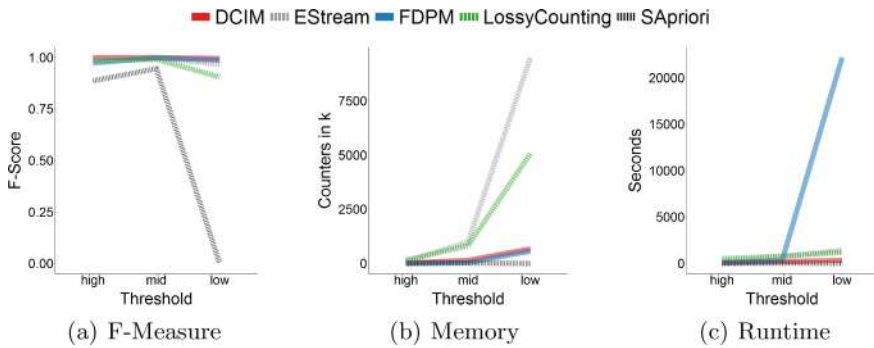 DCIM EStream FDPM LossyCounting SApriori
1.00
0.75
0.50
0.25
0.00
F-Score
high mid low
Threshold
(a) F-Measure
7500
5000
2500
0
Counters in k
high mid low
Threshold
(b) Memory
20000
15000
10000
5000
0
Seconds
high mid low
Threshold
(c) Runtime